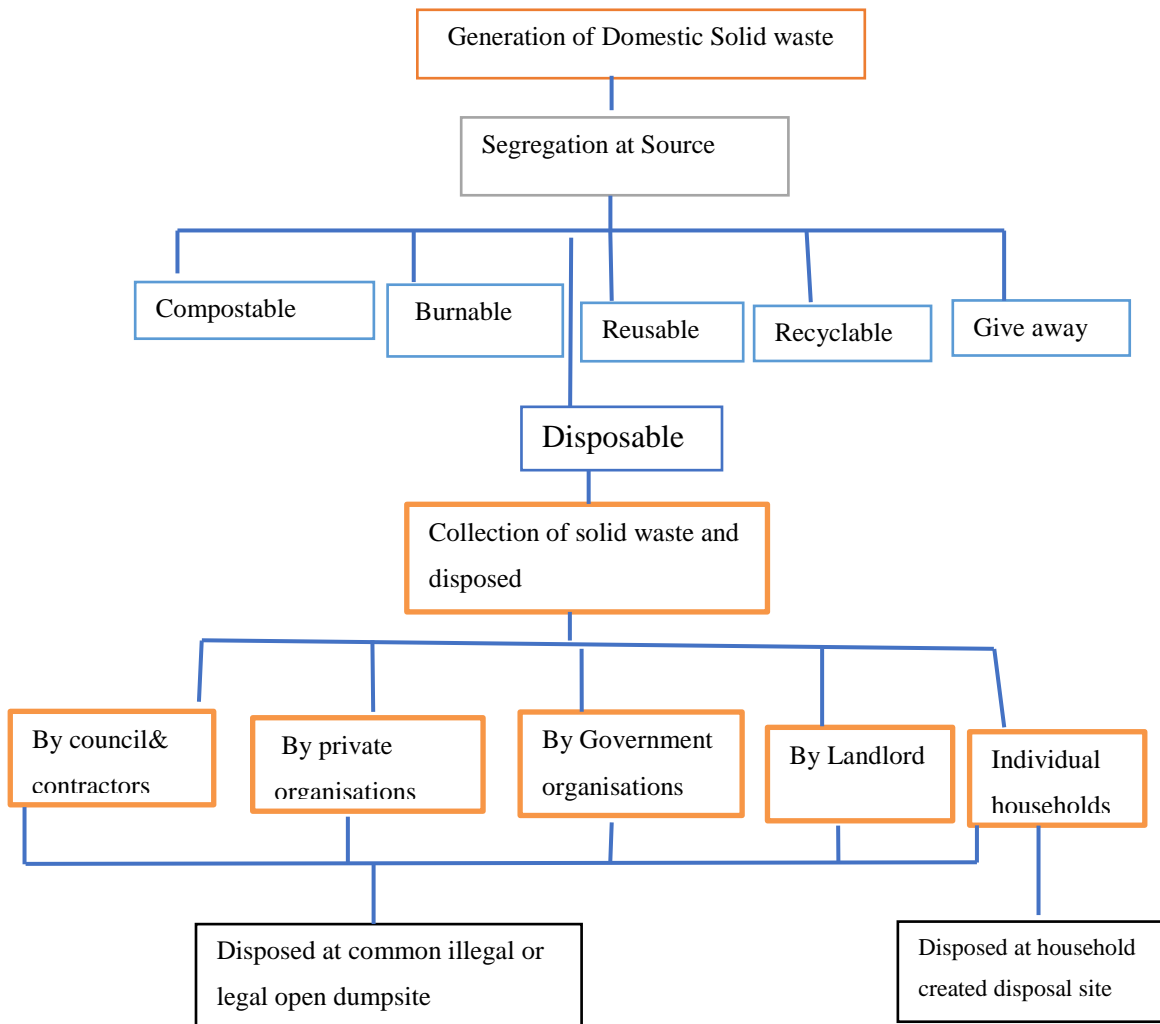 Generation of Domestic Solid waste
Segregation at Source
Compostable
Burnable
Reusable
Recyclable
Give away
Disposable
Collection of solid waste and
disposed
By council&
contractors
By private
organisations
By Government
organisations
By Landlord
Individual
households
Disposed at common illegal or
legal open dumpsite
Disposed at household
created disposal site